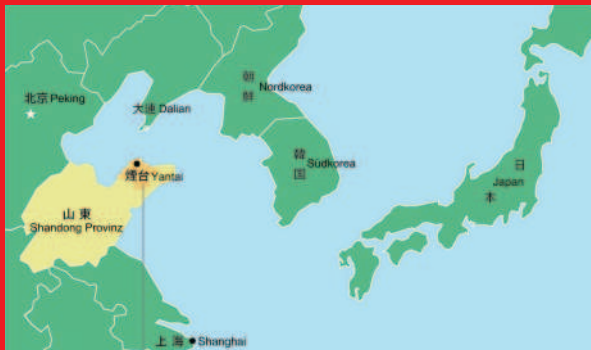 北京 Peking
大連 Dalian
朝
鮮
Nordkorea
煙台 Yantai
韓
国
Südkorea
日
本
Japan
山東
Shandong Provinz
上海 Shanghai